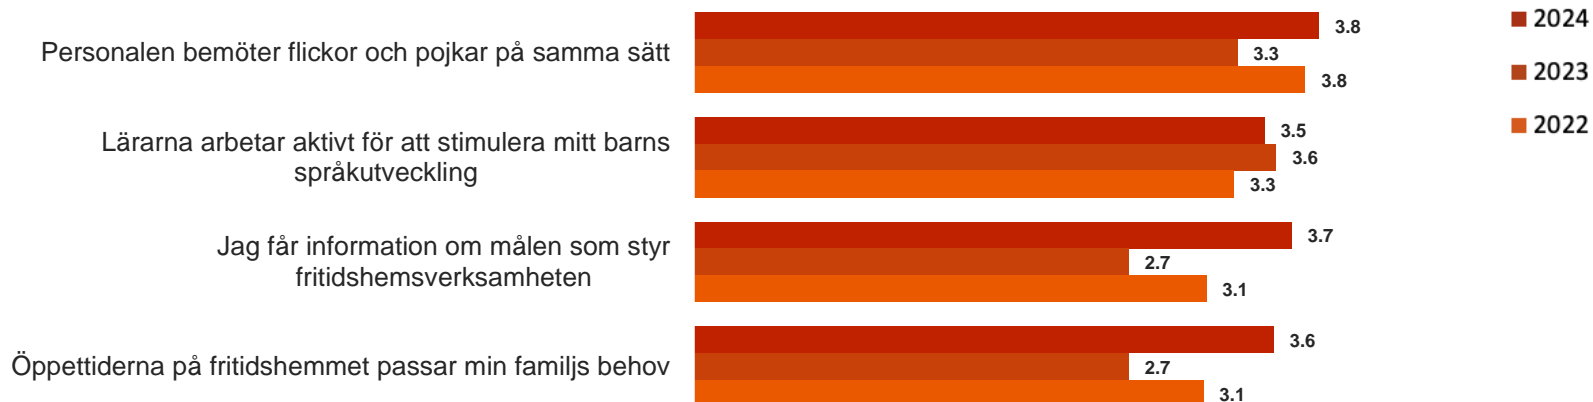 3.8
2024
Personalen bemöter flickor och pojkar på samma sätt
3.3
2023
3.8
2022
Lärarna arbetar aktivt för att stimulera mitt barns
språkutveckling
3.5
3.6
3.3
Jag får information om målen som styr
fritidshemsverksamheten
3.7
2.7
3.1
Öppettiderna på fritidshemmet passar min familjs behov
3.6
2.7
3.1